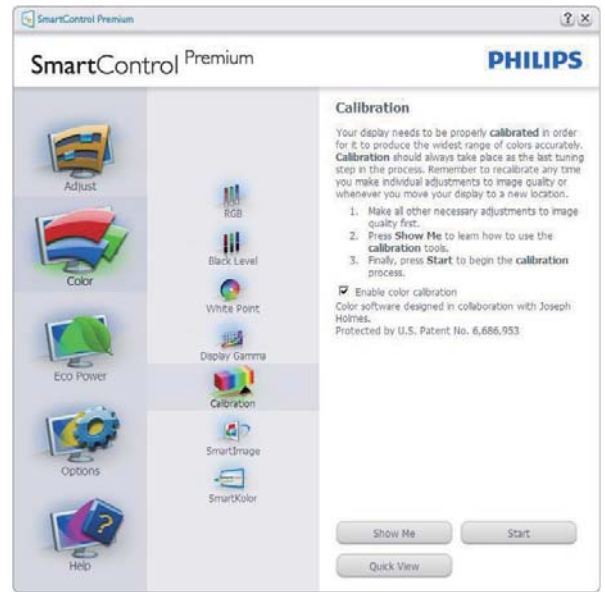 SmartControl Premium
SmartControl Premium
PHILIPS
Adjust
Color
Eco Power
Options
Help
RGB
Black Level
White Point
Display Gamma
Calibration
SmartImage
SmartKolor
Calibration
Your display needs to be properly calibrated in order
for it to produce the widest range of colors accurately.
Calibration should always take place as the last tuning
step in the process. Remember to recalibrate any time
you make individual adjustments to image quality or
whenever you move your display to a new location.
1. Make all other necessary adjustments to image
quality first.
2. Press Show Me to learn how to use the
calibration tools.
3. Finally, press Start to begin the calibration
process.
Enable color calibration
Color software designed in collaboration with Joseph
Holmes.
Protected by U.S. Patent No. 6,686,953
Show Me
Start
Quick View